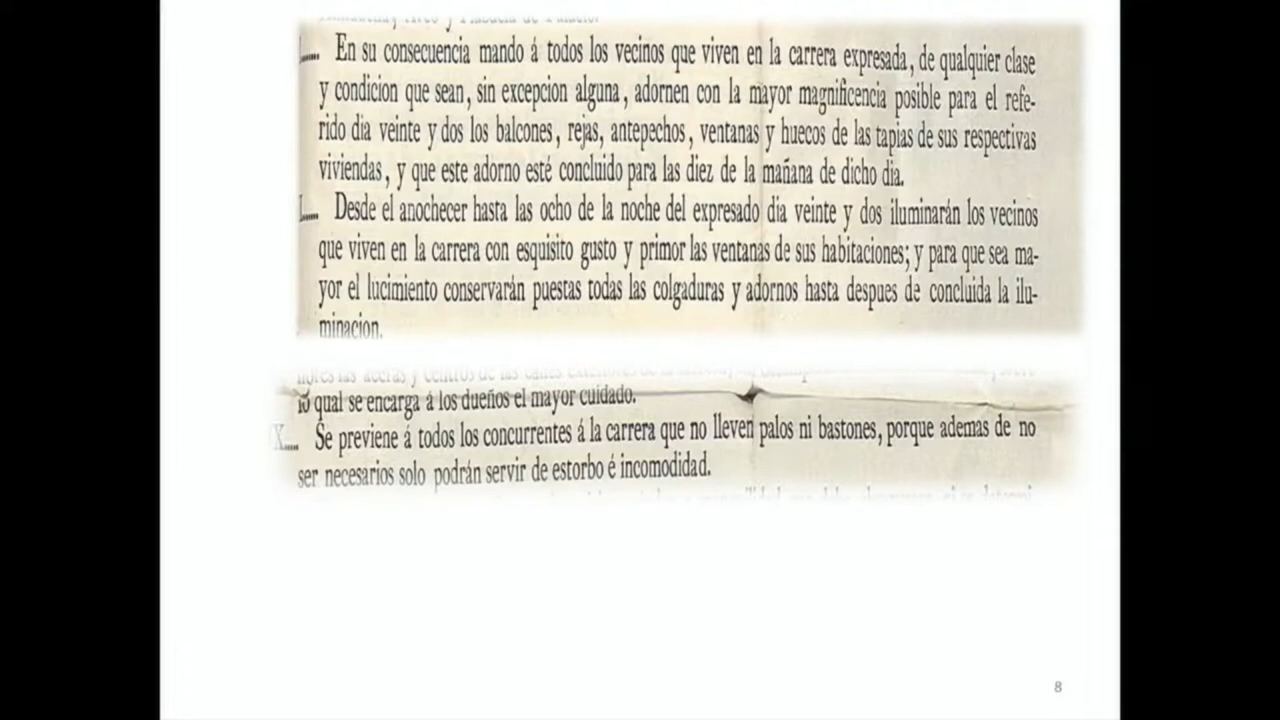 En su consecuencia mando á todos los vecinos que viven en la carrera expresada, de qualquier clase
y condicion que sean, sin excepcion alguna, adornen con la mayor magnificencia posible para el refe-
rido dia veinte y dos los balcones, rejas, antepechos, ventanas y huecos de las tapias de sus respectivas
viviendas, y que este adorno esté concluido para las diez de la mañana de dicho dia.
Desde el anochecer hasta las ocho de la noche del expresado dia veinte y dos iluminarán los vecinos
que viven en la carrera con esquisito gusto y primor las ventanas de sus habitaciones; y para que sea ma-
yor el lucimiento conservarán puestas todas las colgaduras y adornos hasta despues de concluida la ilu-
minacion.
lo qual se encarga á los dueños el mayor cuidado.
X.... Se previene á todos los concurrentes á la carrera que no lleven palos ni bastones, porque ademas de no
ser necesarios solo podrán servir de estorbo é incomodidad.
8